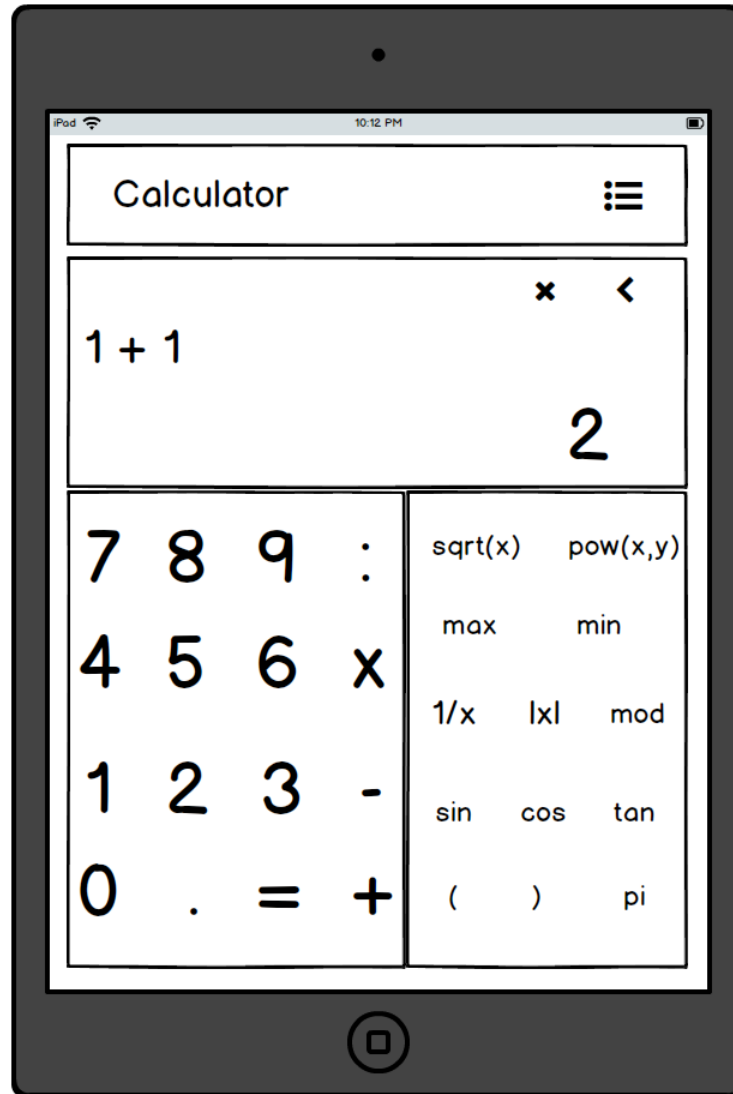 iPad 10:12 PM
Calculator
1 + 1
2
7 8 9 :
4 5 6 x
1 2 3 -
0 . = +
sqrt(x) pow(x,y)
max min
1/x |x| mod
sin cos tan
( ) pi